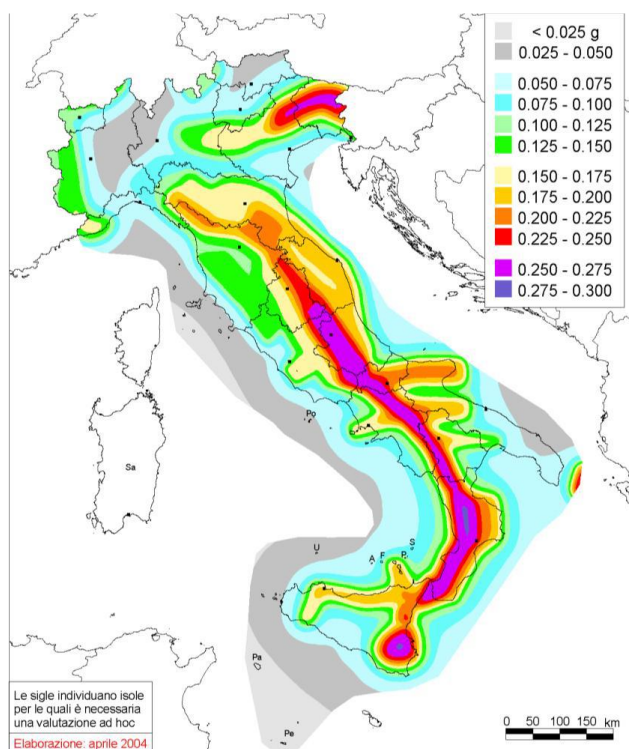 < 0.025 g
0.025 - 0.050
0.050 - 0.075
0.075 - 0.100
0.100 - 0.125
0.125 - 0.150
0.150 - 0.175
0.175 - 0.200
0.200 - 0.225
0.225 - 0.250
0.250 - 0.275
0.275 - 0.300
Po
Sa
U
A
F
P
S
Pa
Pe
Le sigle individuano isole
per le quali è necessaria
una valutazione ad hoc
Elaborazione: aprile 2004
0 50 100 150 200
km